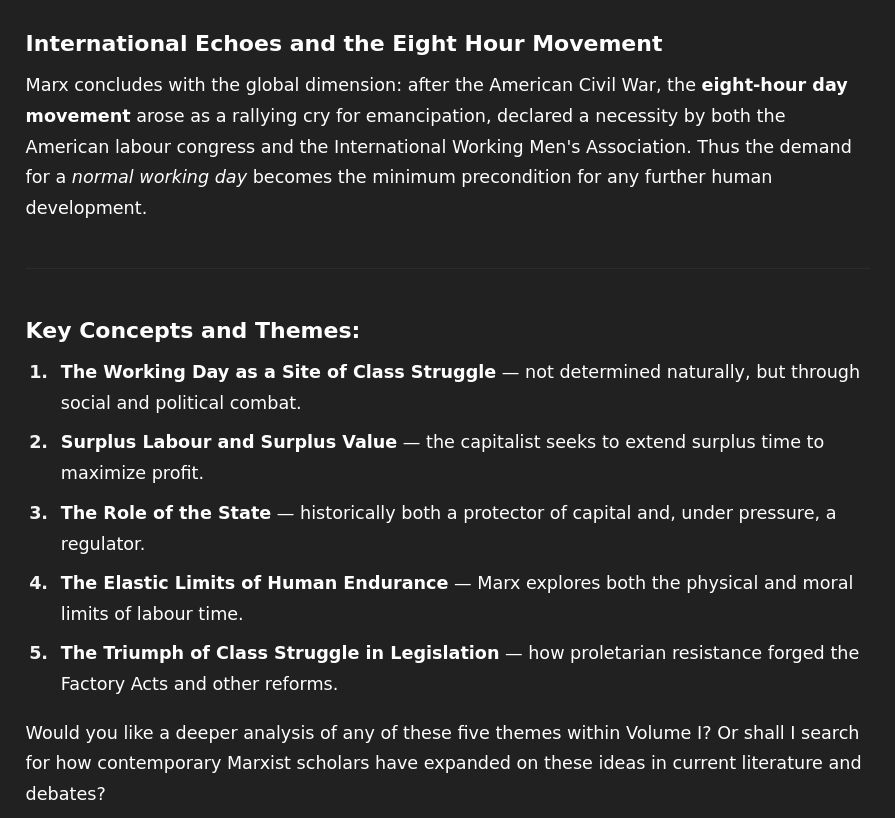 International Echoes and the Eight Hour Movement
Marx concludes with the global dimension: after the American Civil War, the eight-hour day
movement arose as a rallying cry for emancipation, declared a necessity by both the
American labour congress and the International Working Men's Association. Thus the demand
for a normal working day becomes the minimum precondition for any further human
development.
Key Concepts and Themes:
1. The Working Day as a Site of Class Struggle — not determined naturally, but through
social and political combat.
2. Surplus Labour and Surplus Value — the capitalist seeks to extend surplus time to
maximize profit.
3. The Role of the State — historically both a protector of capital and, under pressure, a
regulator.
4. The Elastic Limits of Human Endurance — Marx explores both the physical and moral
limits of labour time.
5. The Triumph of Class Struggle in Legislation — how proletarian resistance forged the
Factory Acts and other reforms.
Would you like a deeper analysis of any of these five themes within Volume I? Or shall I search
for how contemporary Marxist scholars have expanded on these ideas in current literature and
debates?